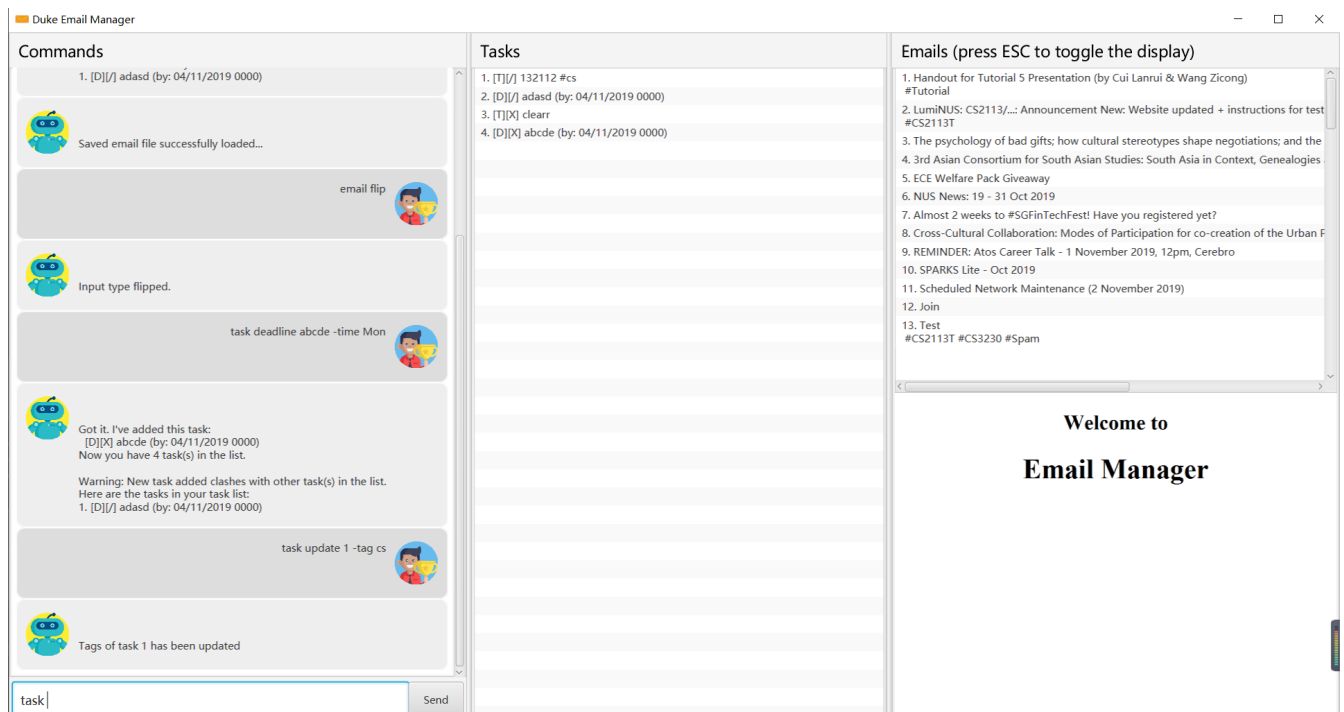 Duke Email Manager
Commands
1. [D][/] adasd (by: 04/11/2019 0000)
Saved email file successfully loaded...
email flip
Input type flipped.
task deadline abcde -time Mon
Got it. I've added this task:
[D][X] abcde (by: 04/11/2019 0000)
Now you have 4 task(s) in the list.
Warning: New task added clashes with other task(s) in the list.
Here are the tasks in your task list:
1. [D][/] adasd (by: 04/11/2019 0000)
task update 1 -tag cs
Tags of task 1 has been updated
task
Send
Tasks
1. [T][/] 132112 #cs
2. [D][/] adasd (by: 04/11/2019 0000)
3. [T][X] clearr
4. [D][X] abcde (by: 04/11/2019 0000)
Emails (press ESC to toggle the display)
1. Handout for Tutorial 5 Presentation (by Cui Lanrui & Wang Zicong)
#Tutorial
2. LumiNUS: CS2113/...: Announcement New: Website updated + instructions for test
#CS2113T
3. The psychology of bad gifts; how cultural stereotypes shape negotiations; and the
4. 3rd Asian Consortium for South Asian Studies: South Asia in Context, Genealogies
5. ECE Welfare Pack Giveaway
6. NUS News: 19 - 31 Oct 2019
7. Almost 2 weeks to #SGFinTechFest! Have you registered yet?
8. Cross-Cultural Collaboration: Modes of Participation for co-creation of the Urban
9. REMINDER: Atos Career Talk - 1 November 2019, 12pm, Cerebro
10. SPARKS Lite - Oct 2019
11. Scheduled Network Maintenance (2 November 2019)
12. Join
13. Test
#CS2113T #CS3230 #Spam
Welcome to
Email Manager